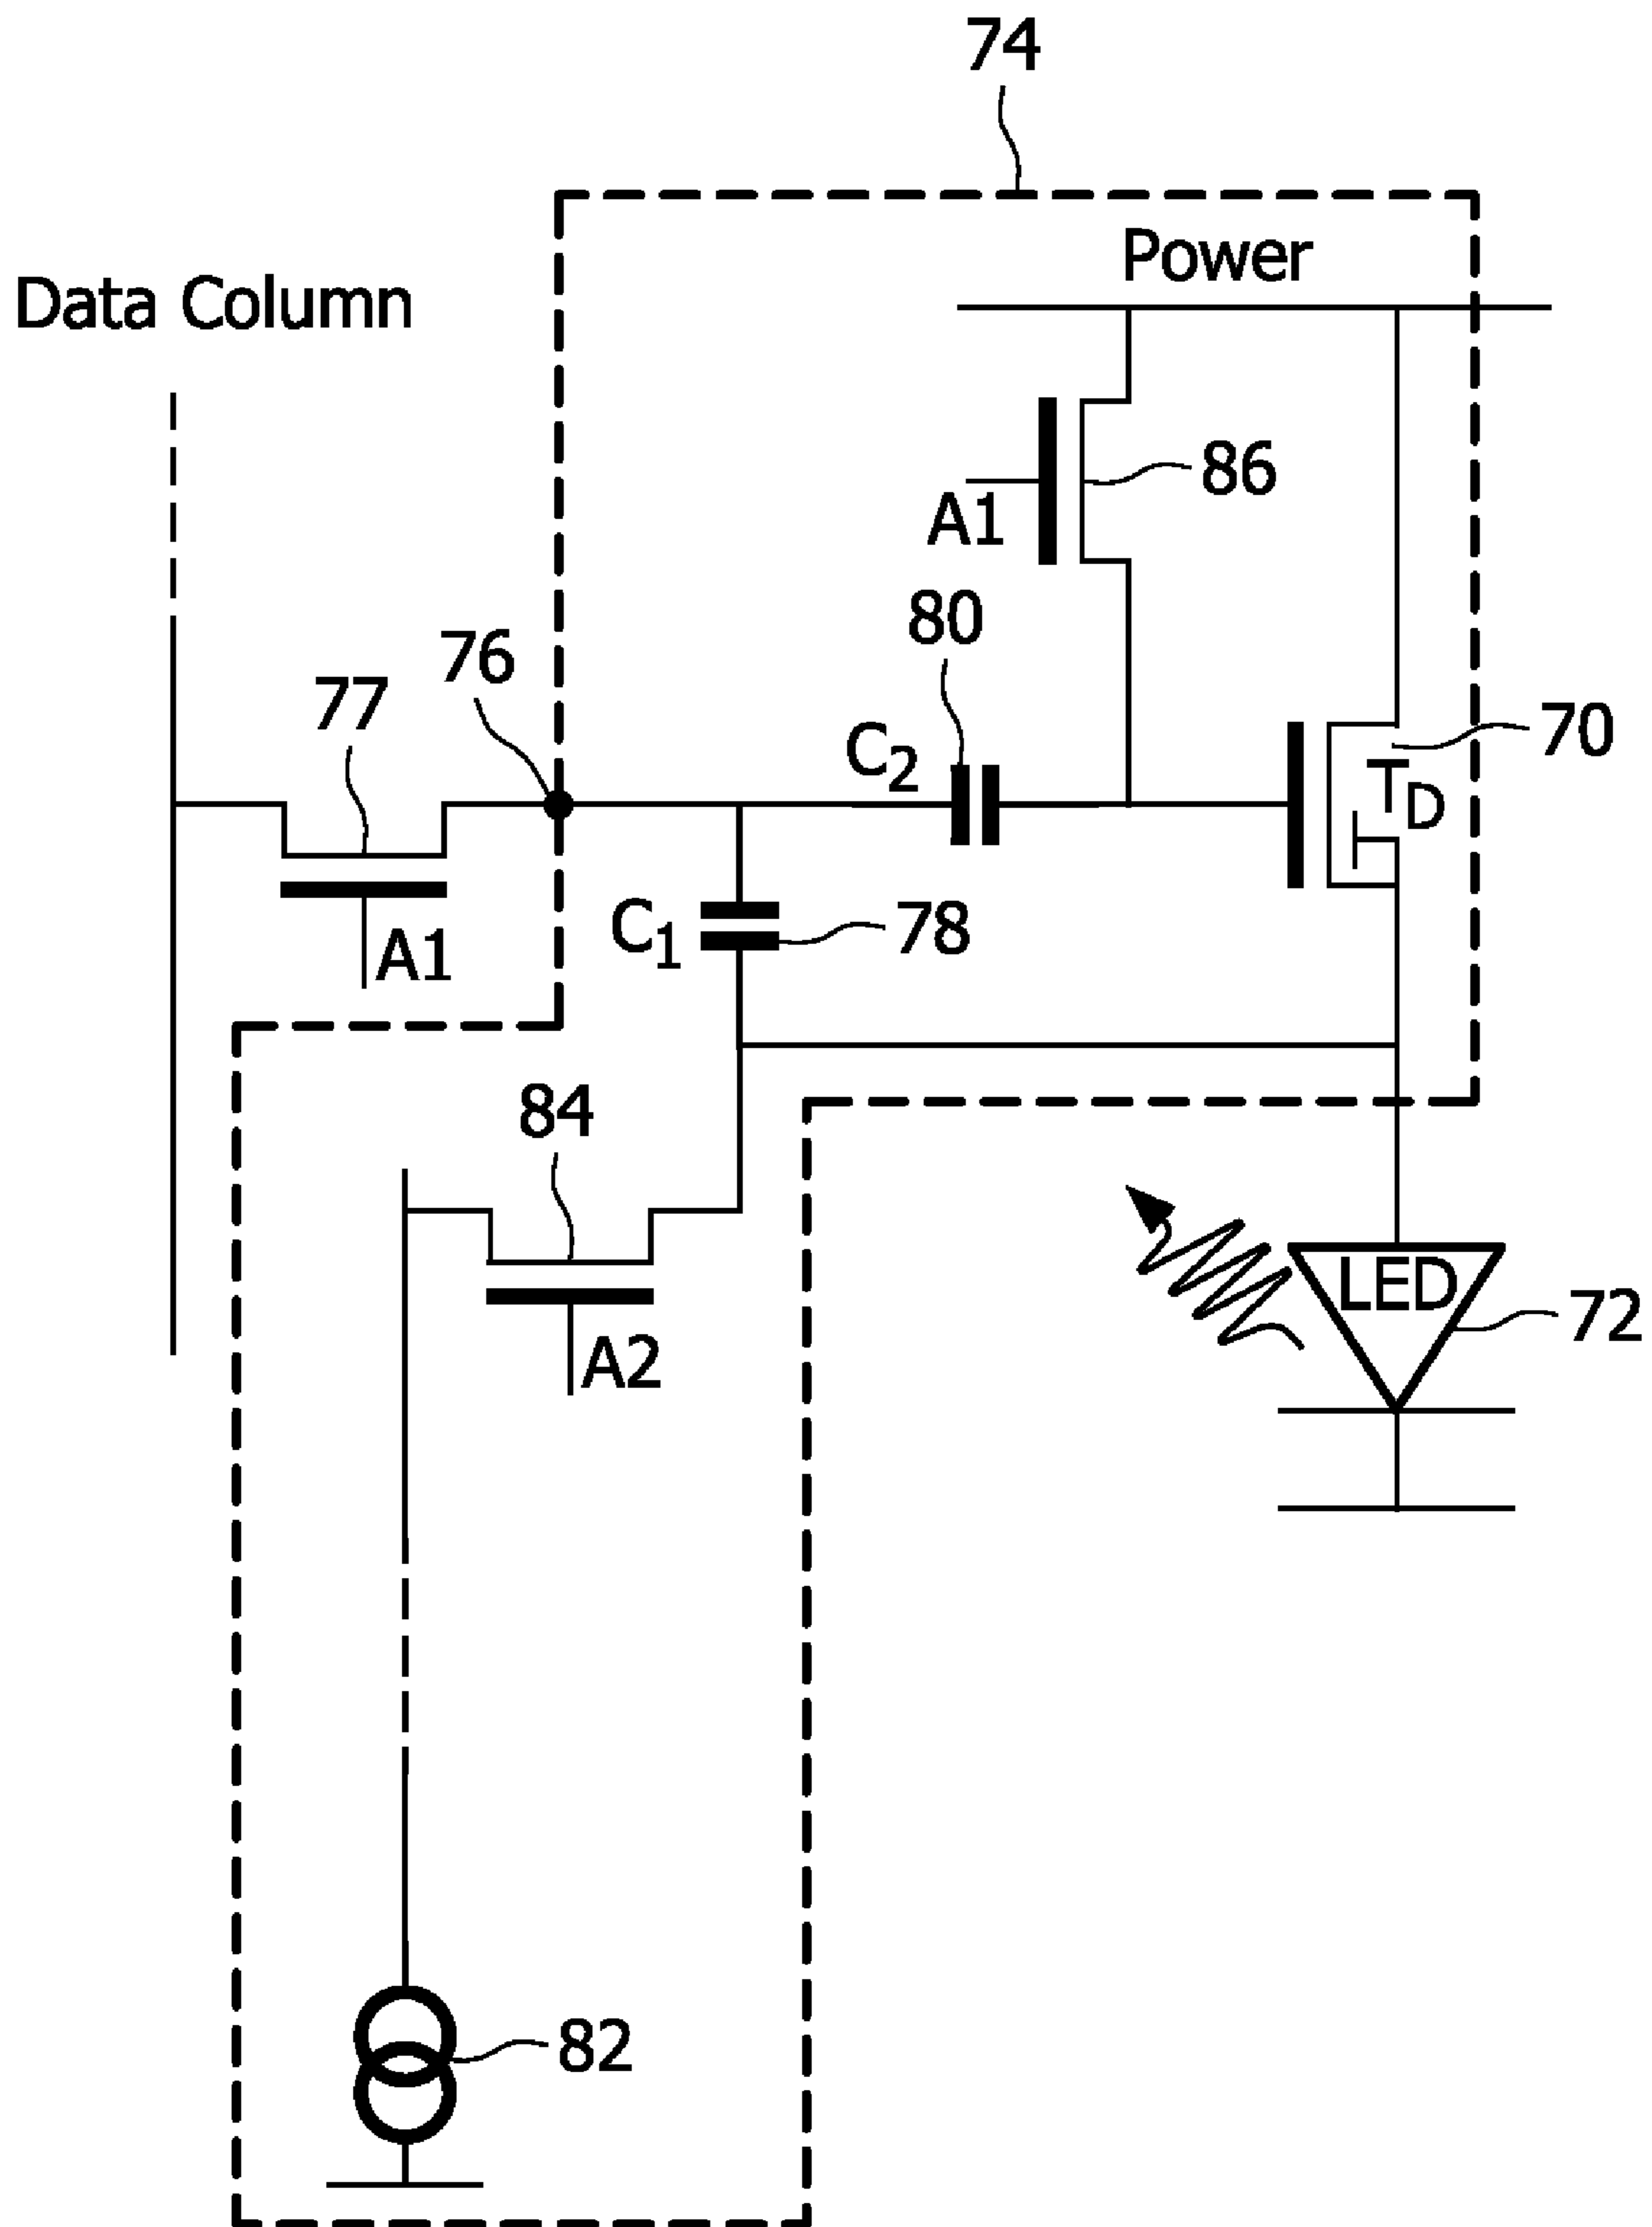 74
Power
Data Column
86
A1
80
76
77
C2
70
TD
C1
78
A1
84
LED
72
A2
82